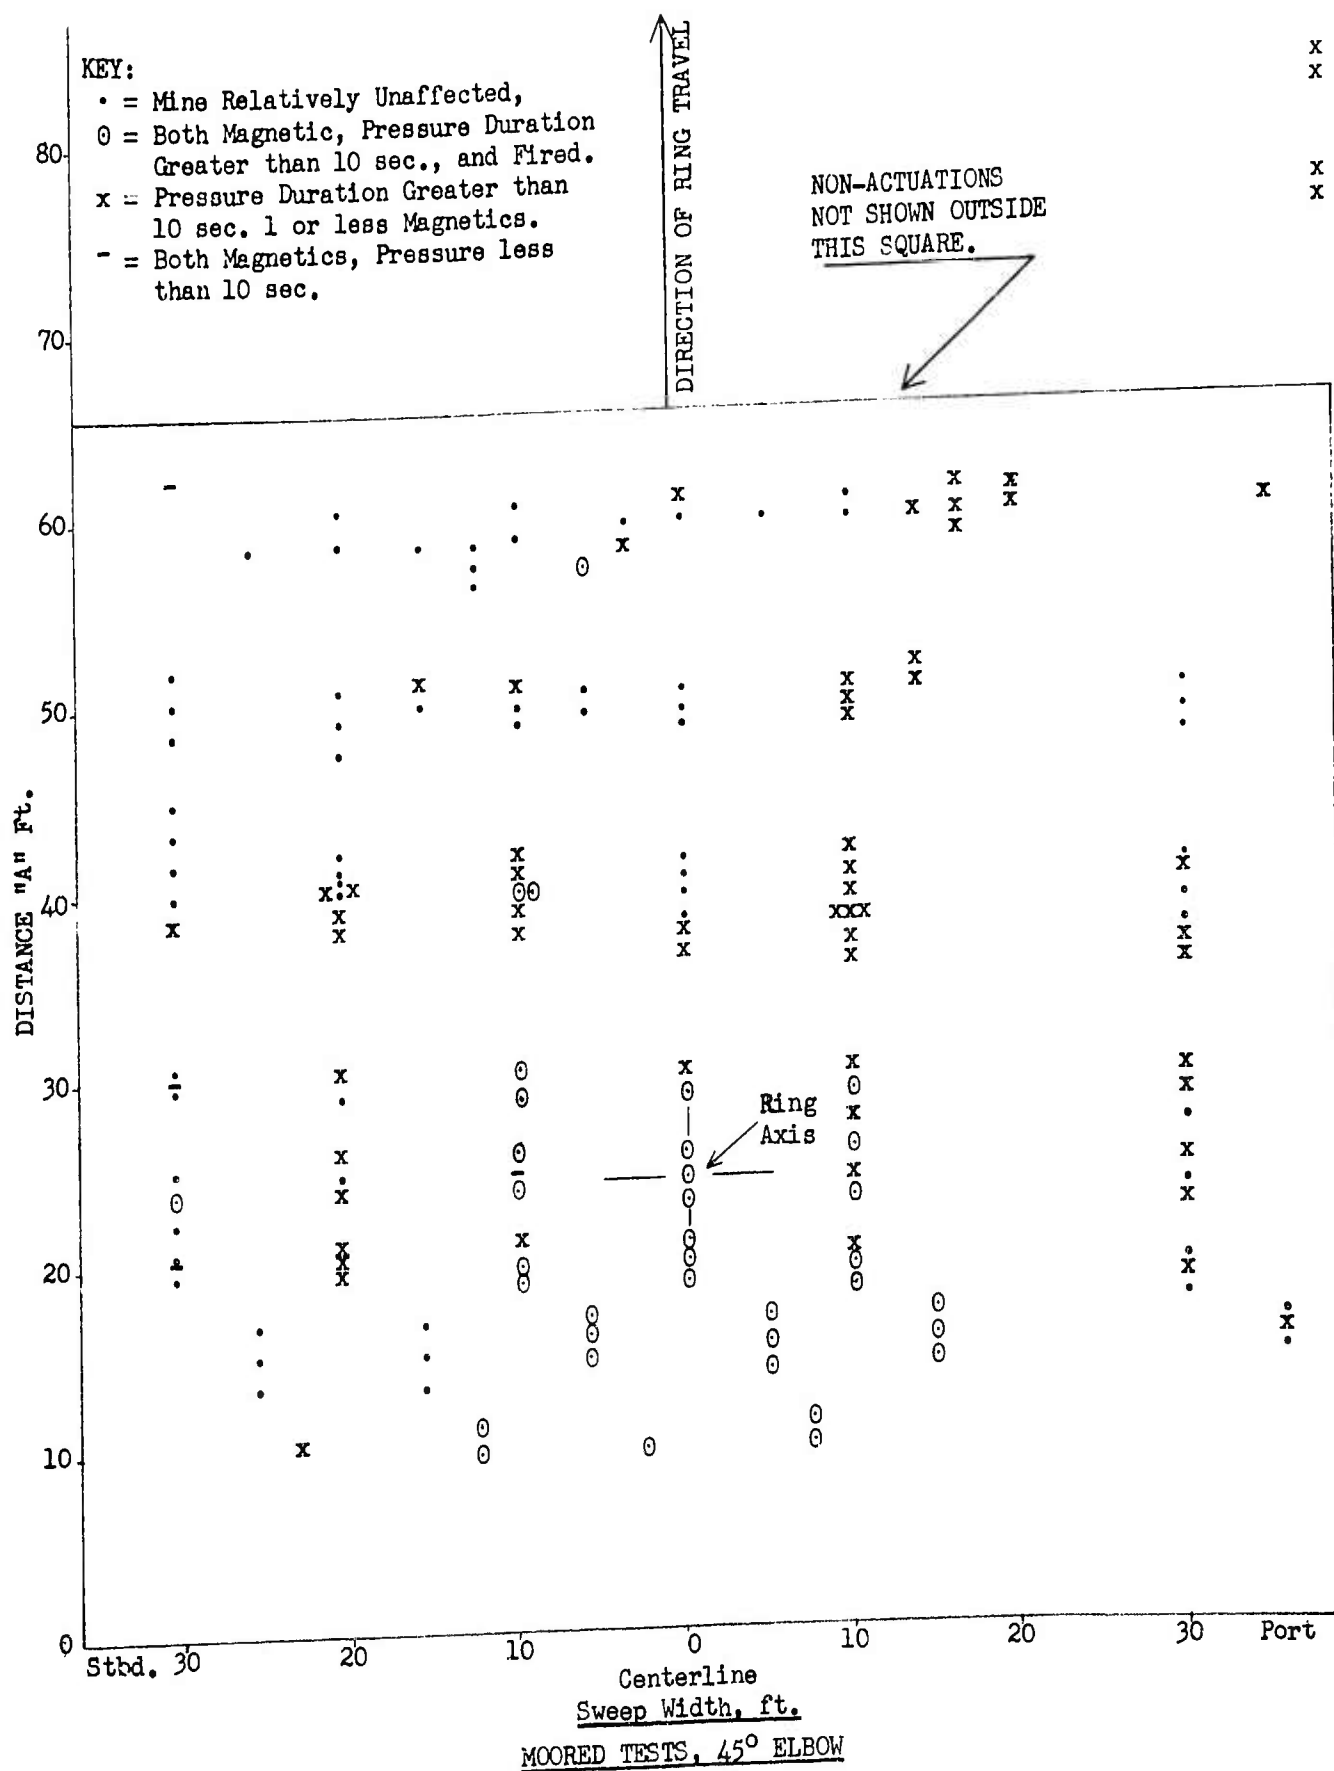 KEY:
• = Mine Relatively Unaffected,
⊙ = Both Magnetic, Pressure Duration
Greater than 10 sec., and Fired.
x = Pressure Duration Greater than
10 sec. 1 or less Magnetics.
- = Both Magnetics, Pressure less
than 10 sec.
DIRECTION OF RING TRAVEL
NON-ACTUATIONS
NOT SHOWN OUTSIDE
THIS SQUARE.
80
70
60
50
40
30
20
10
0
DISTANCE "A" Ft.
Ring
Axis
Stbd. 30 20 10 0 10 20 30 Port
Centerline
Sweep Width, ft.
MOORED TESTS, 45° ELBOW